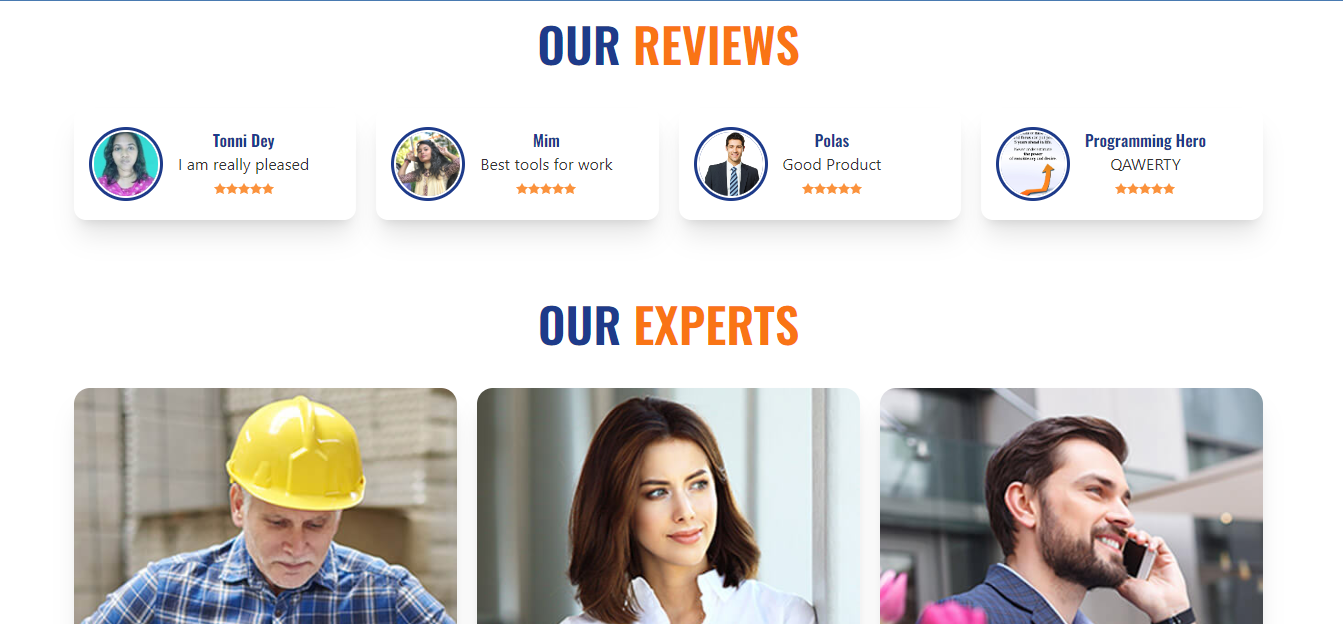 OUR REVIEWS
Tonni Dey
I am really pleased
Mim
Best tools for work
Polas
Good Product
Programming Hero
QAWERTY
OUR EXPERTS